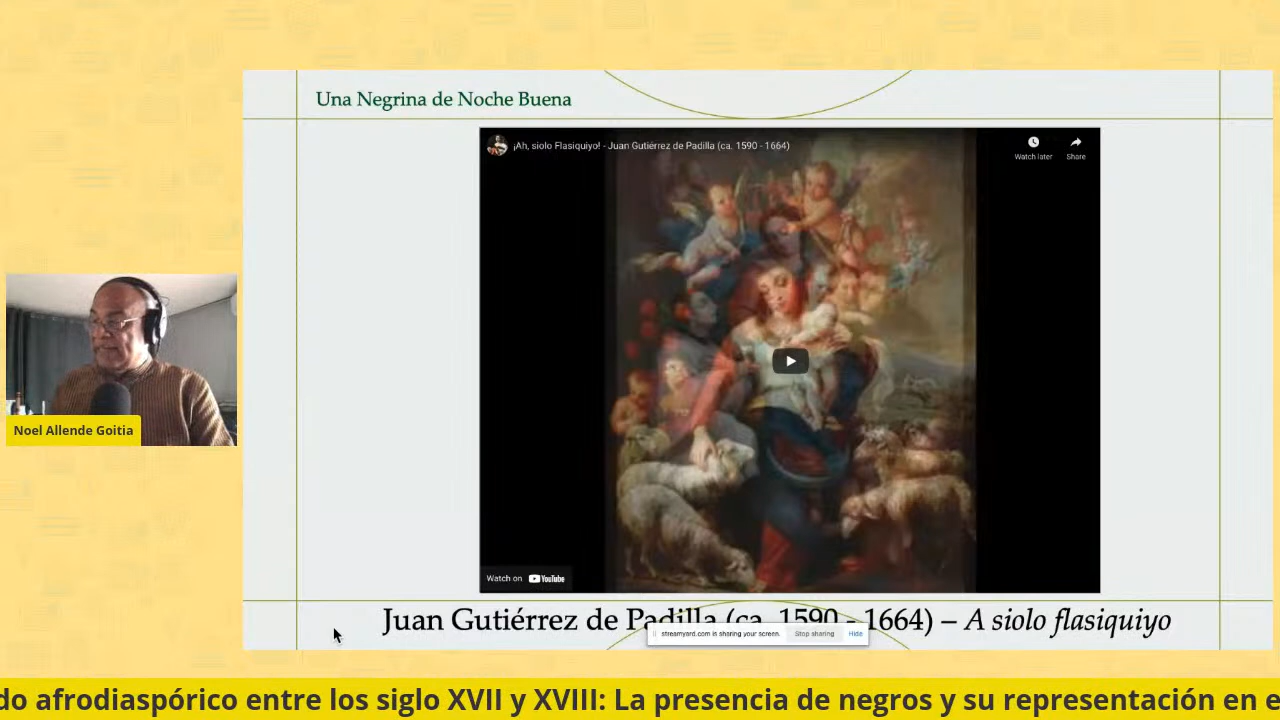 Una Negrina de Noche Buena
¡Ah, siolo Flasiquiyo! - Juan Gutiérrez de Padilla (ca. 1590 - 1664)
Watch later
Share
Noel Allende Goitia
Watch on YouTube
Juan Gutiérrez de Padilla (ca. 1590 - 1664) – A siolo flasiquiyo
streamyard.com is sharing your screen.
Stop sharing
Hide
do afrodiaspórico entre los siglo XVII y XVIII: La presencia de negros y su representación en e